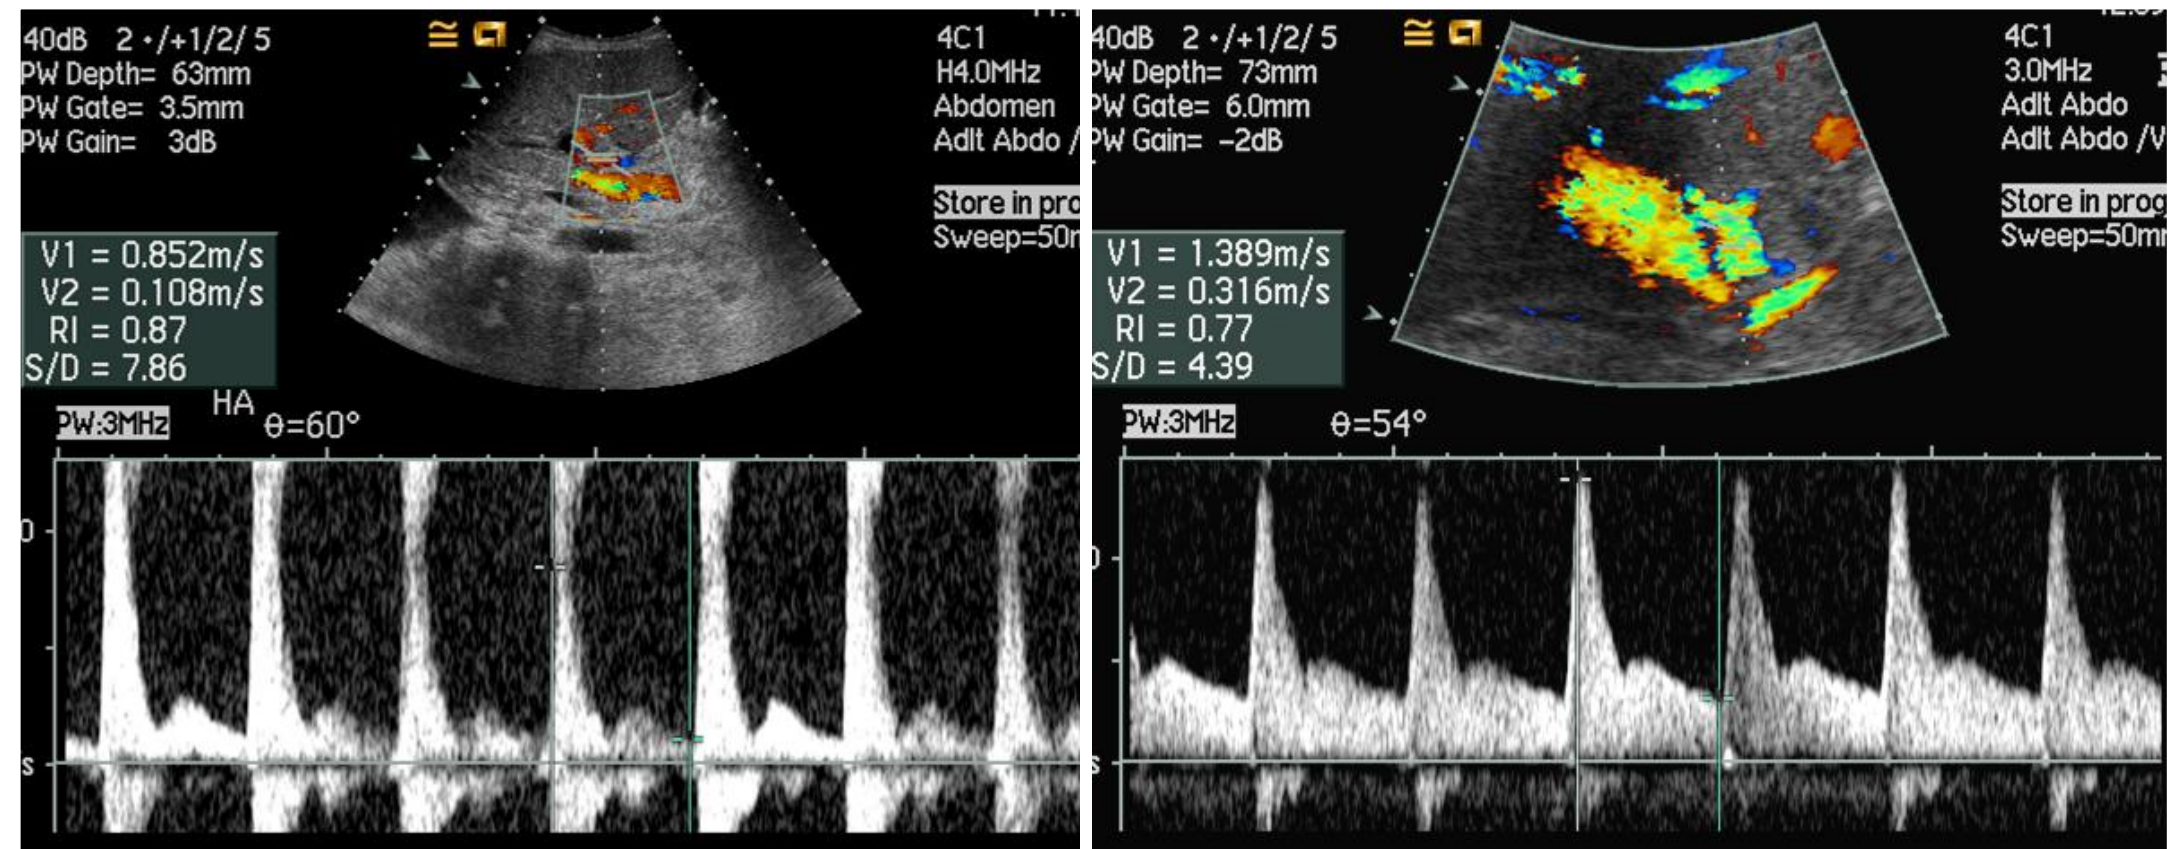 40dB 2 •/+1/2/ 5
PW Depth= 63mm
PW Gate= 3.5mm
PW Gain= 3dB
4C1
H4.0MHz
Abdomen
Adlt Abdo /
Store in pro
Sweep=50
V1 = 0.852m/s
V2 = 0.108m/s
RI = 0.87
S/D = 7.86
HA
PW:3MHz
θ=60°
s
40dB 2 •/+1/2/ 5
PW Depth= 73mm
PW Gate= 6.0mm
PW Gain= -2dB
4C1
3.0MHz
Adlt Abdo
Adlt Abdo /V
Store in prog
Sweep=50m
V1 = 1.389m/s
V2 = 0.316m/s
RI = 0.77
S/D = 4.39
PW:3MHz
θ=54°
s